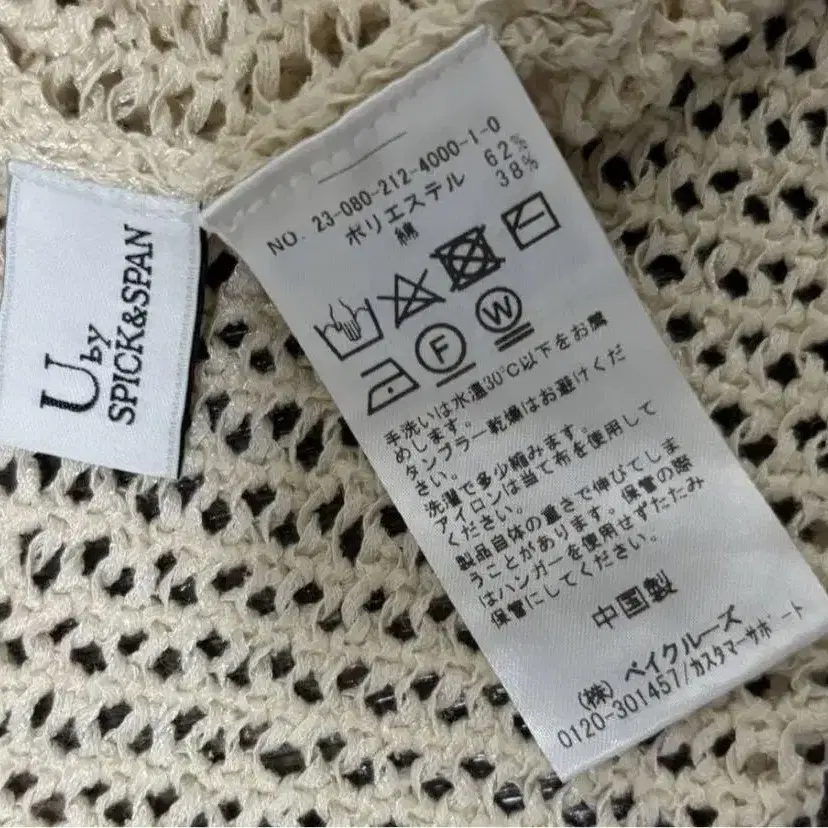 U
by
SPICK&SPAN
NO. 23-080-212-4000-1-0
ポリエステル 62%
綿 38%
F
W
手洗いは水温30℃以下をお薦
めします。
タンブラー乾燥はお避けくだ
さい。
洗濯で多少縮みます。
アイロンは当て布を使用して
ください。
製品自体の重さで伸びてしま
うことがあります。保管の際
はハンガーを使用せずたたみ
保管にしてください。
中国製
(株) ベイクルーズ
0120-301457/カスタマーサポート